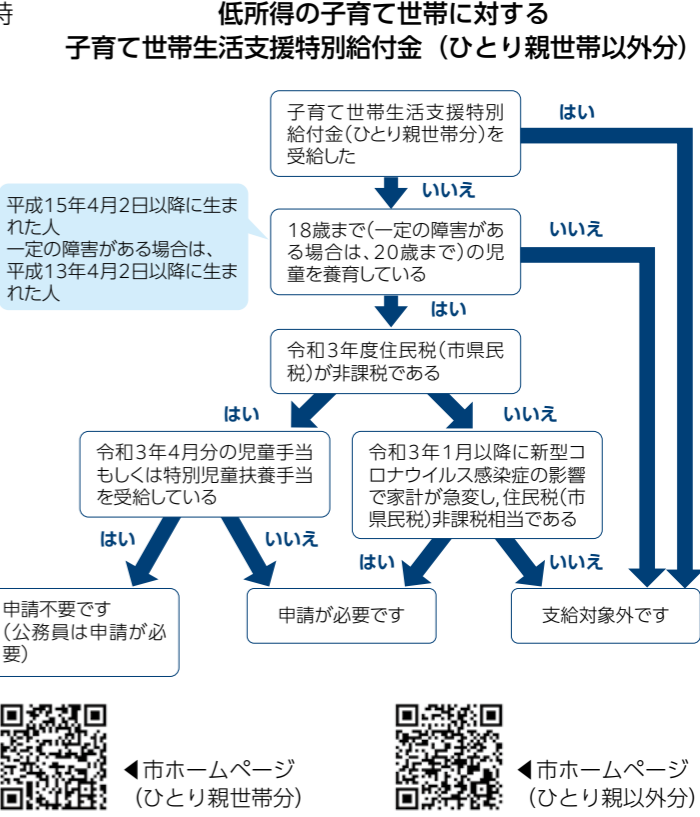 時
低所得の子育て世帯に対する
子育て世帯生活支援特別給付金（ひとり親世帯以外分）
子育て世帯生活支援特別
給付金（ひとり親世帯分）を
受給した
はい
いいえ
平成15年4月2日以降に生ま
れた人
一定の障害がある場合は、
平成13年4月2日以降に生ま
れた人
18歳まで（一定の障害があ
る場合は、20歳まで）の児
童を養育している
いいえ
はい
令和3年度住民税（市県民
税）が非課税である
はい
いいえ
令和3年4月分の児童手当
もしくは特別児童扶養手当
を受給している
令和3年1月以降に新型コ
ロナウイルス感染症の影響
で家計が急変し,住民税（市
県民税）非課税相当である
はい
いいえ
はい
いいえ
申請不要です
（公務員は申請が必
要）
申請が必要です
支給対象外です
◀市ホームページ
（ひとり親世帯分）
◀市ホームページ
（ひとり親以外分）